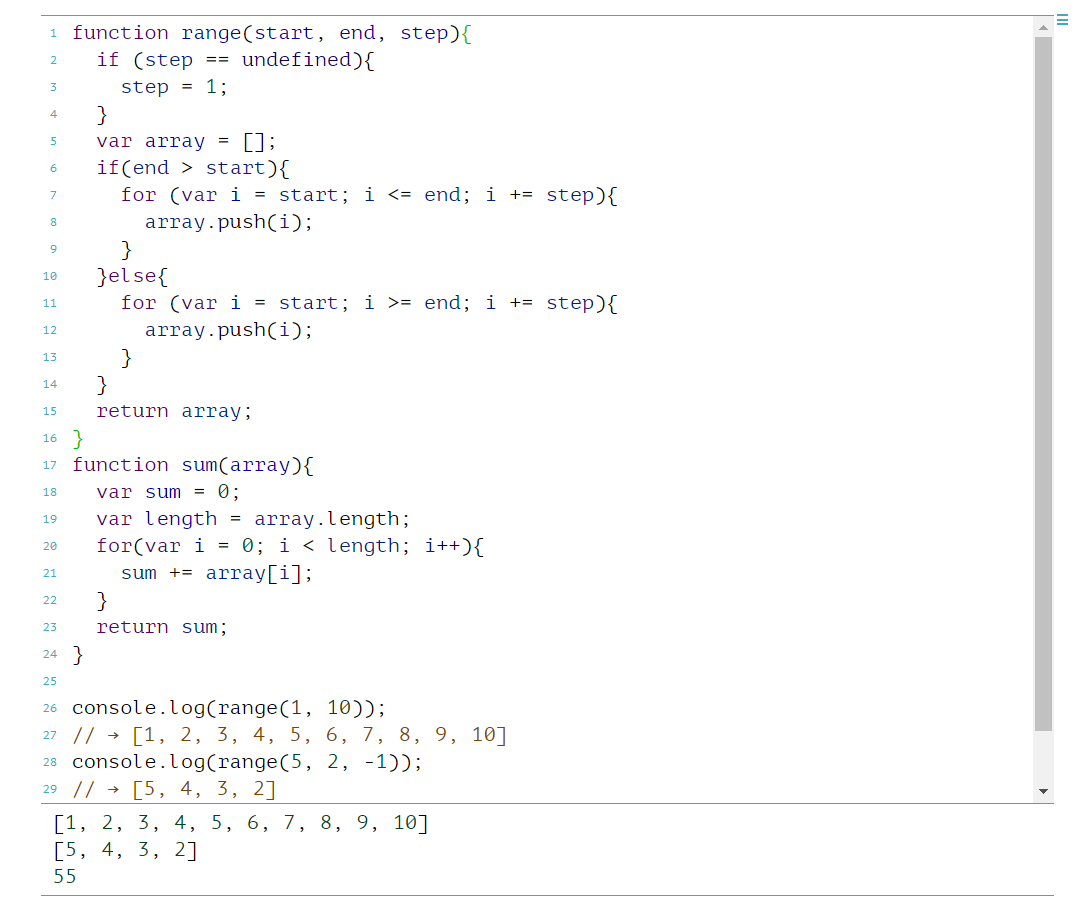 1 function range(start, end, step){
2   if (step == undefined){
3     step = 1;
4   }
5   var array = [];
6   if(end > start){
7     for (var i = start; i <= end; i += step){
8       array.push(i);
9     }
10   }else{
11     for (var i = start; i >= end; i += step){
12       array.push(i);
13     }
14   }
15   return array;
16 }
17 function sum(array){
18   var sum = 0;
19   var length = array.length;
20   for(var i = 0; i < length; i++){
21     sum += array[i];
22   }
23   return sum;
24 }
25
26 console.log(range(1, 10));
27 // → [1, 2, 3, 4, 5, 6, 7, 8, 9, 10]
28 console.log(range(5, 2, -1));
29 // → [5, 4, 3, 2]
[1, 2, 3, 4, 5, 6, 7, 8, 9, 10]
[5, 4, 3, 2]
55